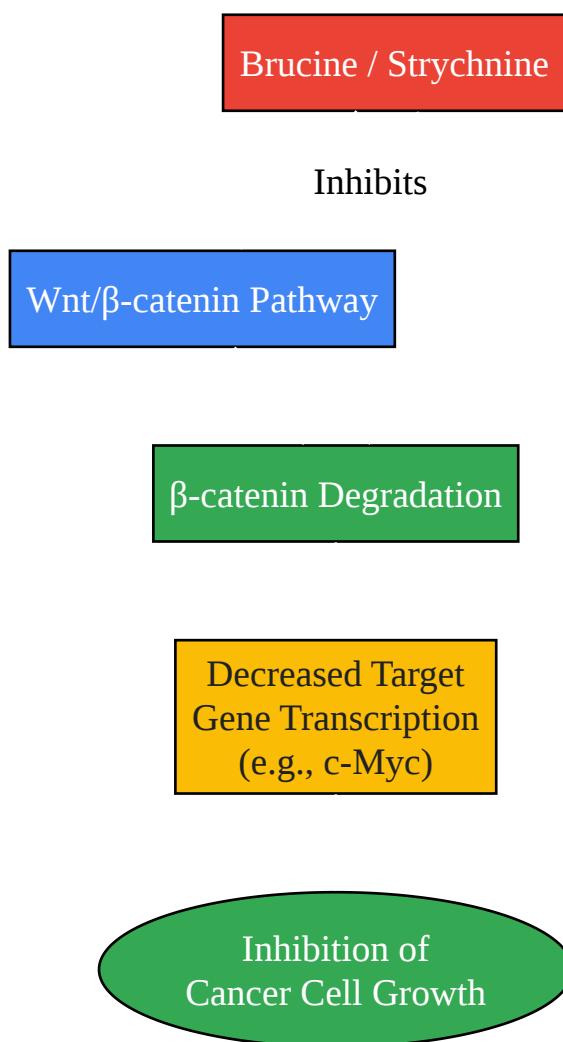 Brucine / Strychnine
Inhibits
Wnt/β-catenin Pathway
β-catenin Degradation
Decreased Target
Gene Transcription
(e.g., c-Myc)
Inhibition of
Cancer Cell Growth